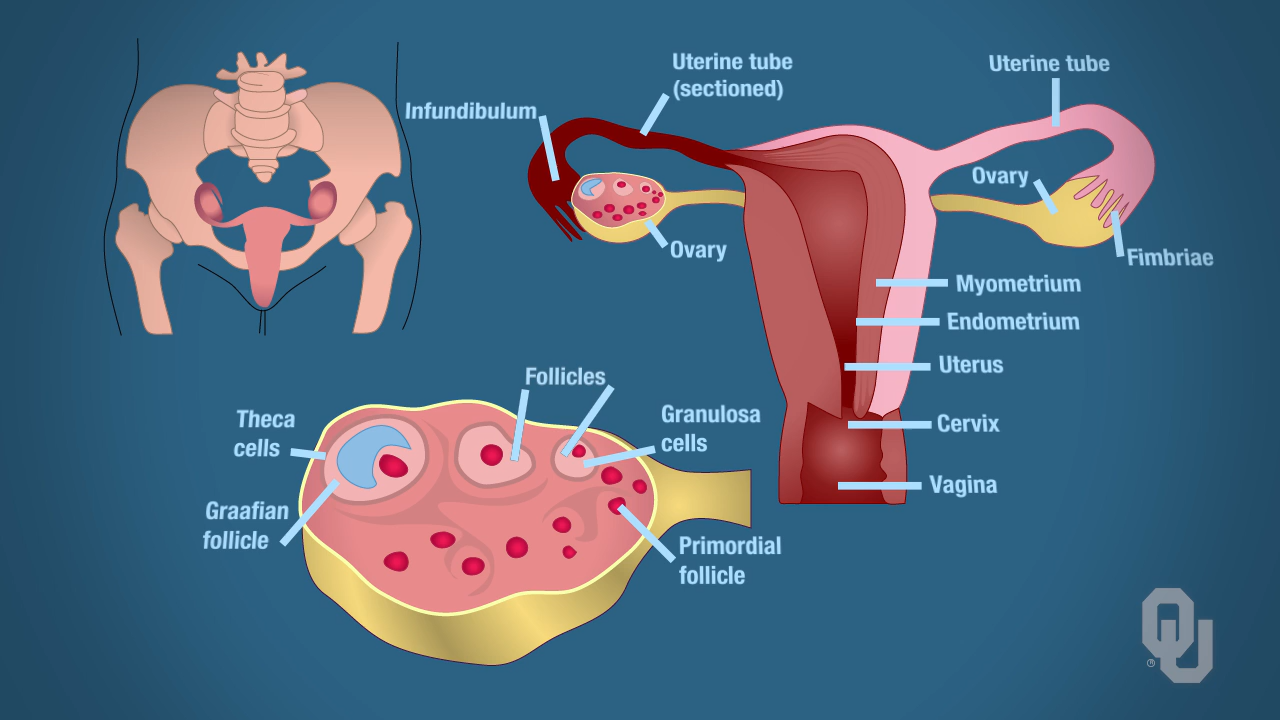 Uterine tube
(sectioned)
Uterine tube
Infundibulum
Ovary
Ovary
Fimbriae
Myometrium
Endometrium
Uterus
Cervix
Vagina
Follicles
Theca
cells
Granulosa
cells
Graafian
follicle
Primordial
follicle
OU
®